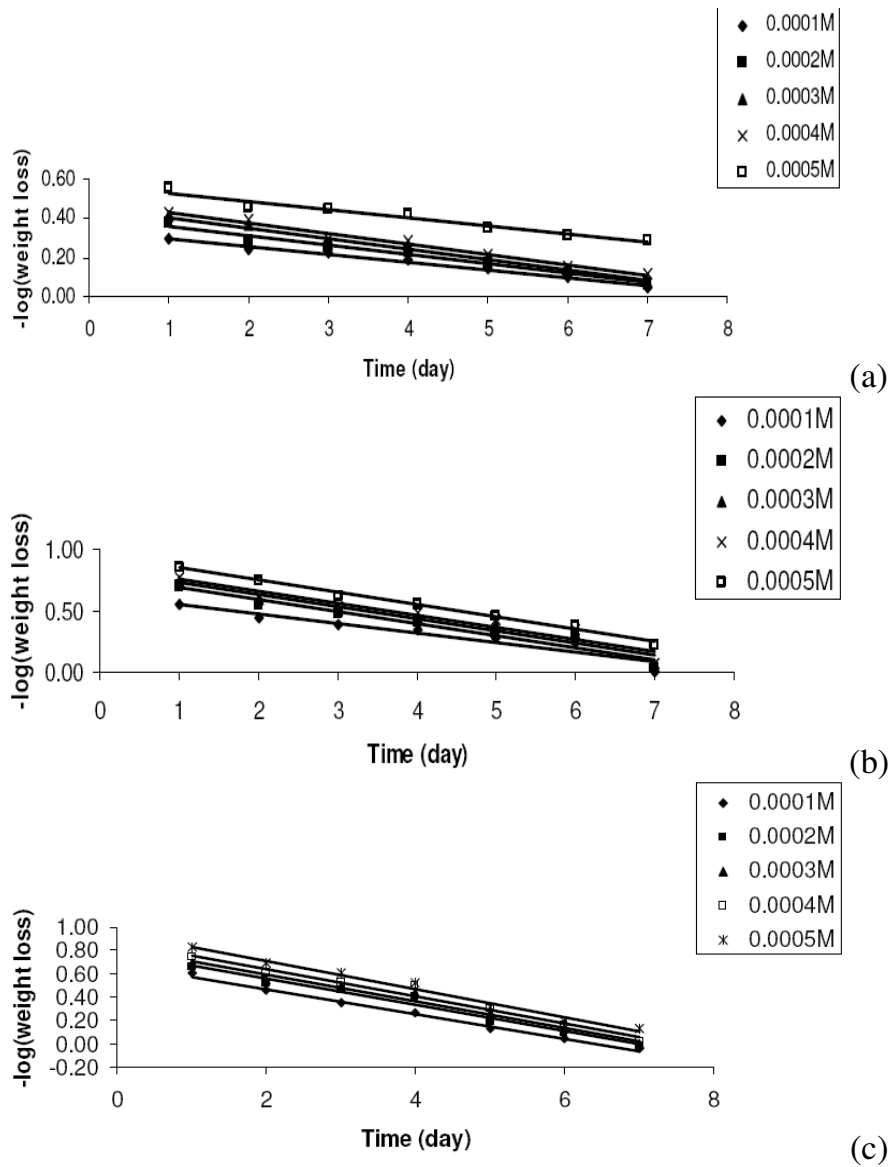 0.0001M
0.0002M
0.0003M
0.0004M
0.0005M
-log(weight loss)
0.60
0.40
0.20
0.00
0 1 2 3 4 5 6 7 8
Time (day)
(a)
0.0001M
0.0002M
0.0003M
0.0004M
0.0005M
-log(weight loss)
1.00
0.50
0.00
0 1 2 3 4 5 6 7 8
Time (day)
(b)
0.0001M
0.0002M
0.0003M
0.0004M
0.0005M
-log(weight loss)
1.00
0.80
0.60
0.40
0.20
0.00
-0.20
0 2 4 6 8
Time (day)
(c)